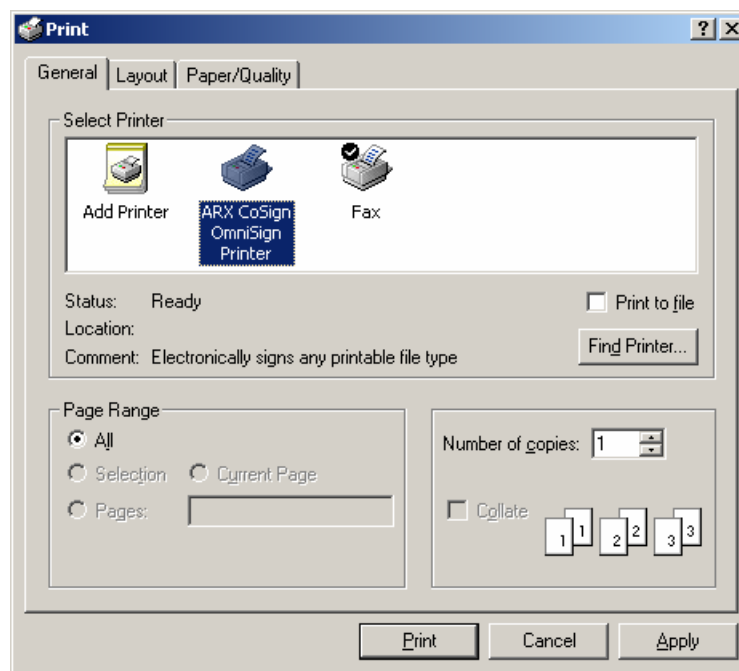 Print
General
Layout
Paper/Quality
Select Printer
Add Printer
ARX CoSign
OmniSign
Printer
Fax
Status: Ready
Print to file
Location:
Find Printer...
Comment: Electronically signs any printable file type
Page Range
All
Selection
Current Page
Pages:
Number of copies: 1
Collate
1 1 2 2 3 3
Print
Cancel
Apply